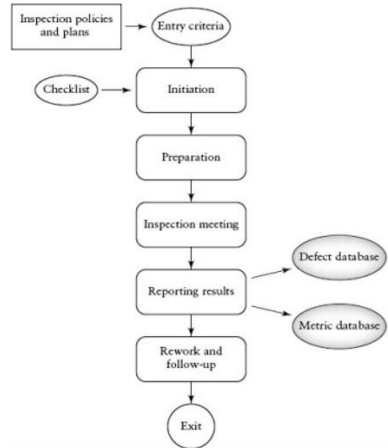 Inspection policies
and plans
Entry criteria
Checklist
Initiation
Preparation
Inspection meeting
Defect database
Reporting results
Metric database
Rework and
follow-up
Exit